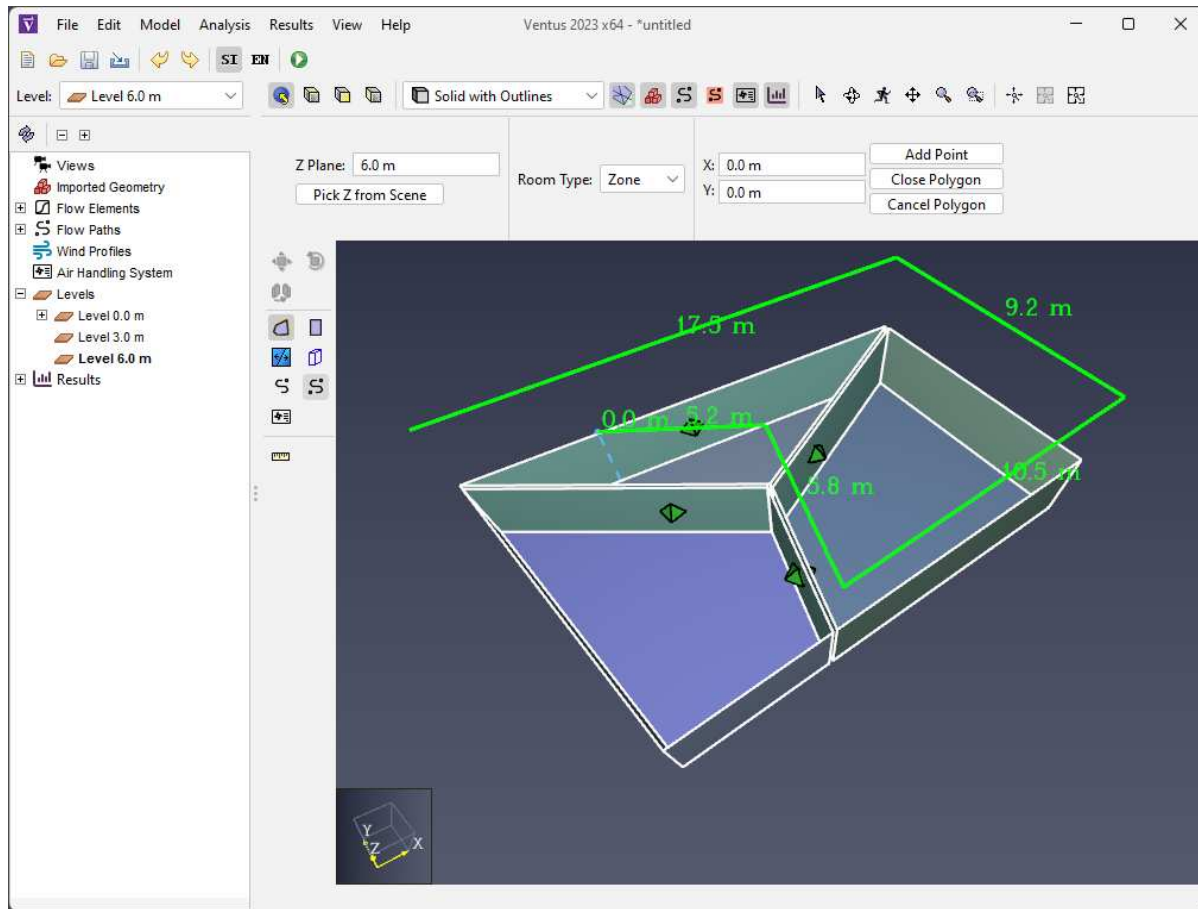 File Edit Model Analysis Results View Help Ventus 2023 x64 - *untitled
SI EN
Level: Level 6.0 m Solid with Outlines
Z Plane: 6.0 m
Pick Z from Scene
Room Type: Zone
X: 0.0 m
Y: 0.0 m
Add Point
Close Polygon
Cancel Polygon
Views
Imported Geometry
Flow Elements
Flow Paths
Wind Profiles
Air Handling System
Levels
Level 0.0 m
Level 3.0 m
Level 6.0 m
Results
17.5 m
9.2 m
0.0 m
5.2 m
5.8 m
10.5 m
Y
Z
X